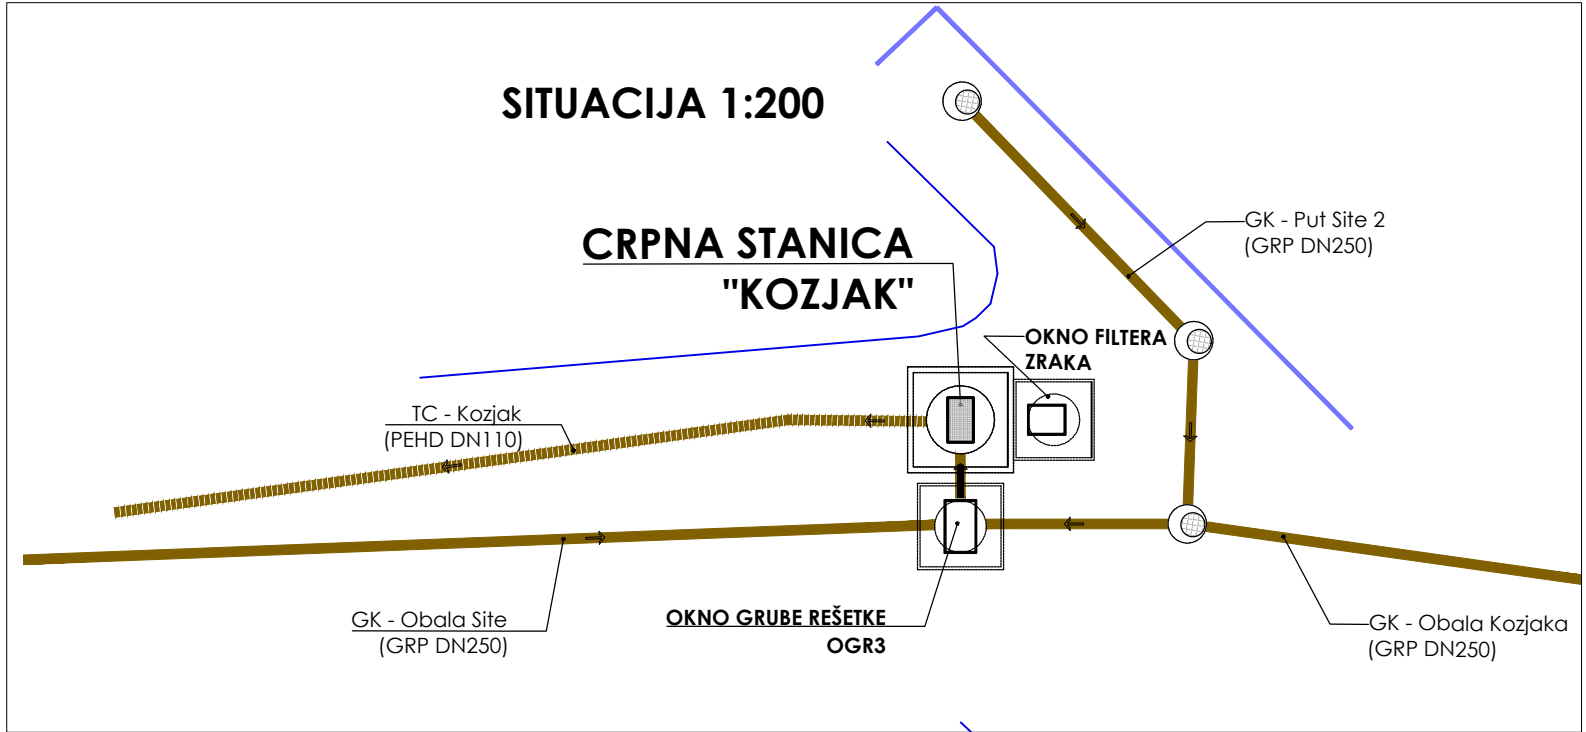 SITUACIJA 1:200
CRPNA STANICA
"KOZJAK"
GK - Put Site 2
(GRP DN250)
OKNO FILTERA
ZRAKA
TC - Kozjak
(PEHD DN110)
GK - Obala Site
(GRP DN250)
OKNO GRUBE REŠETKE
OGR3
GK - Obala Kozjaka
(GRP DN250)